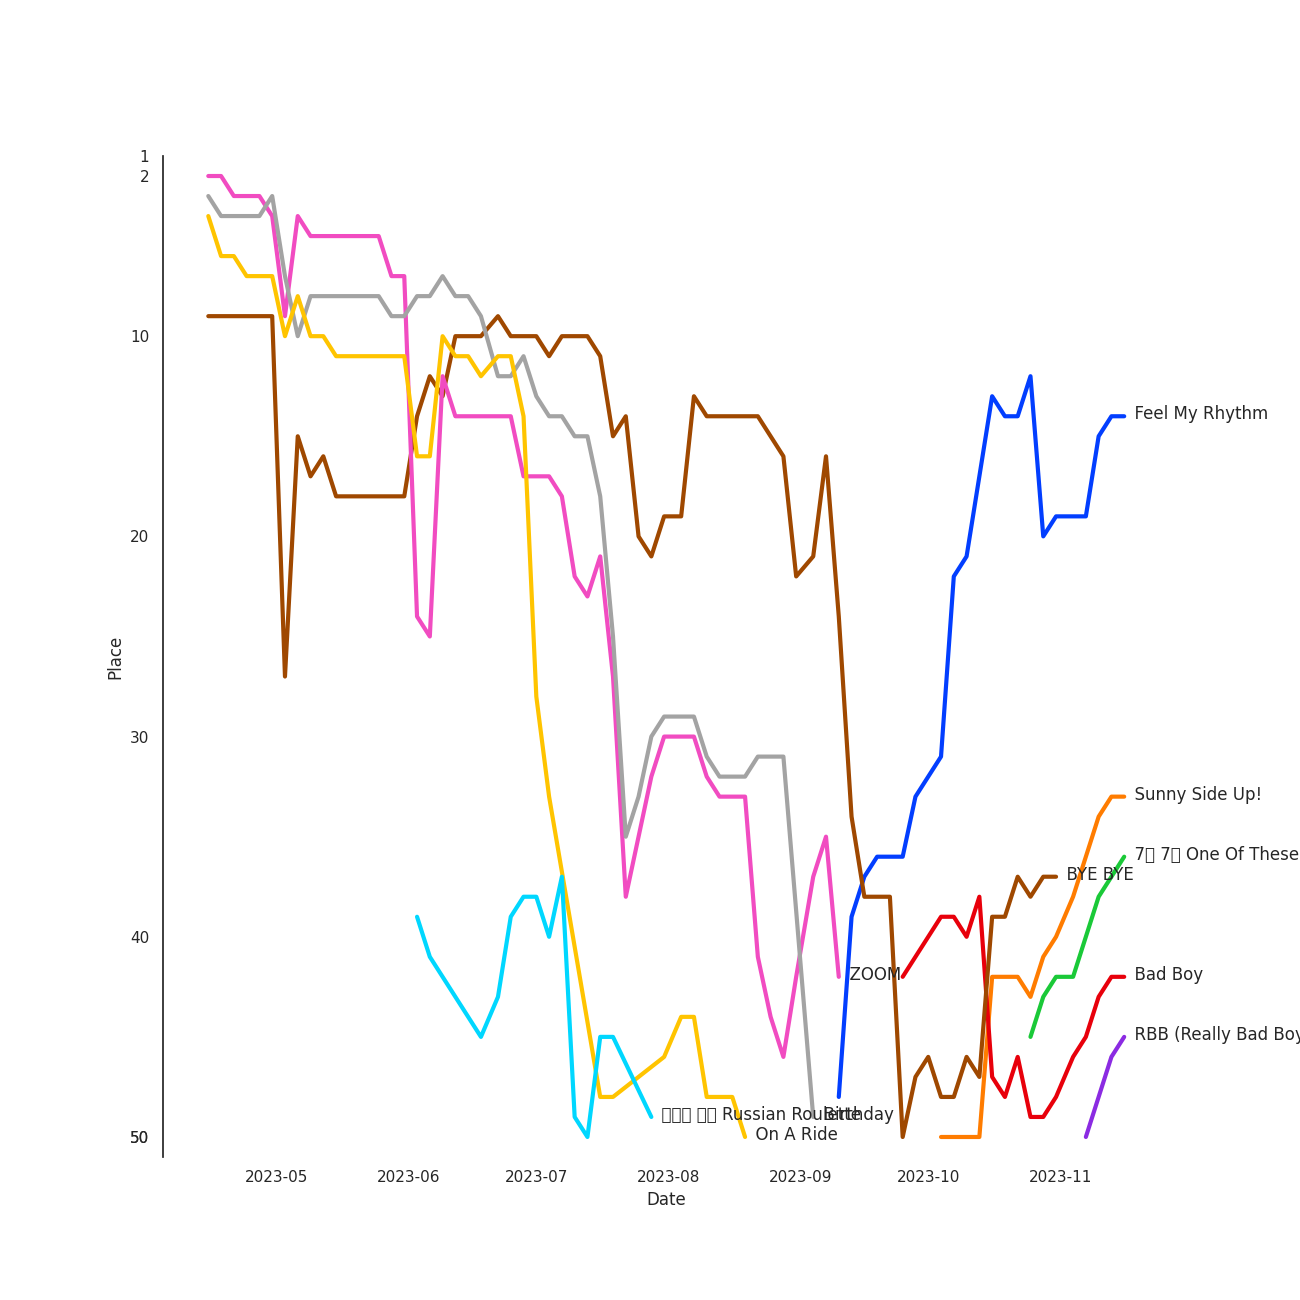 1
2
10
20
30
40
50
Place
Feel My Rhythm
Sunny Side Up!
7 7 One Of These
BYE BYE
ZOOM
Bad Boy
RBB (Really Bad Boy
Russian Roulette
Birthday
On A Ride
2023-05
2023-06
2023-07
2023-08
2023-09
2023-10
2023-11
Date